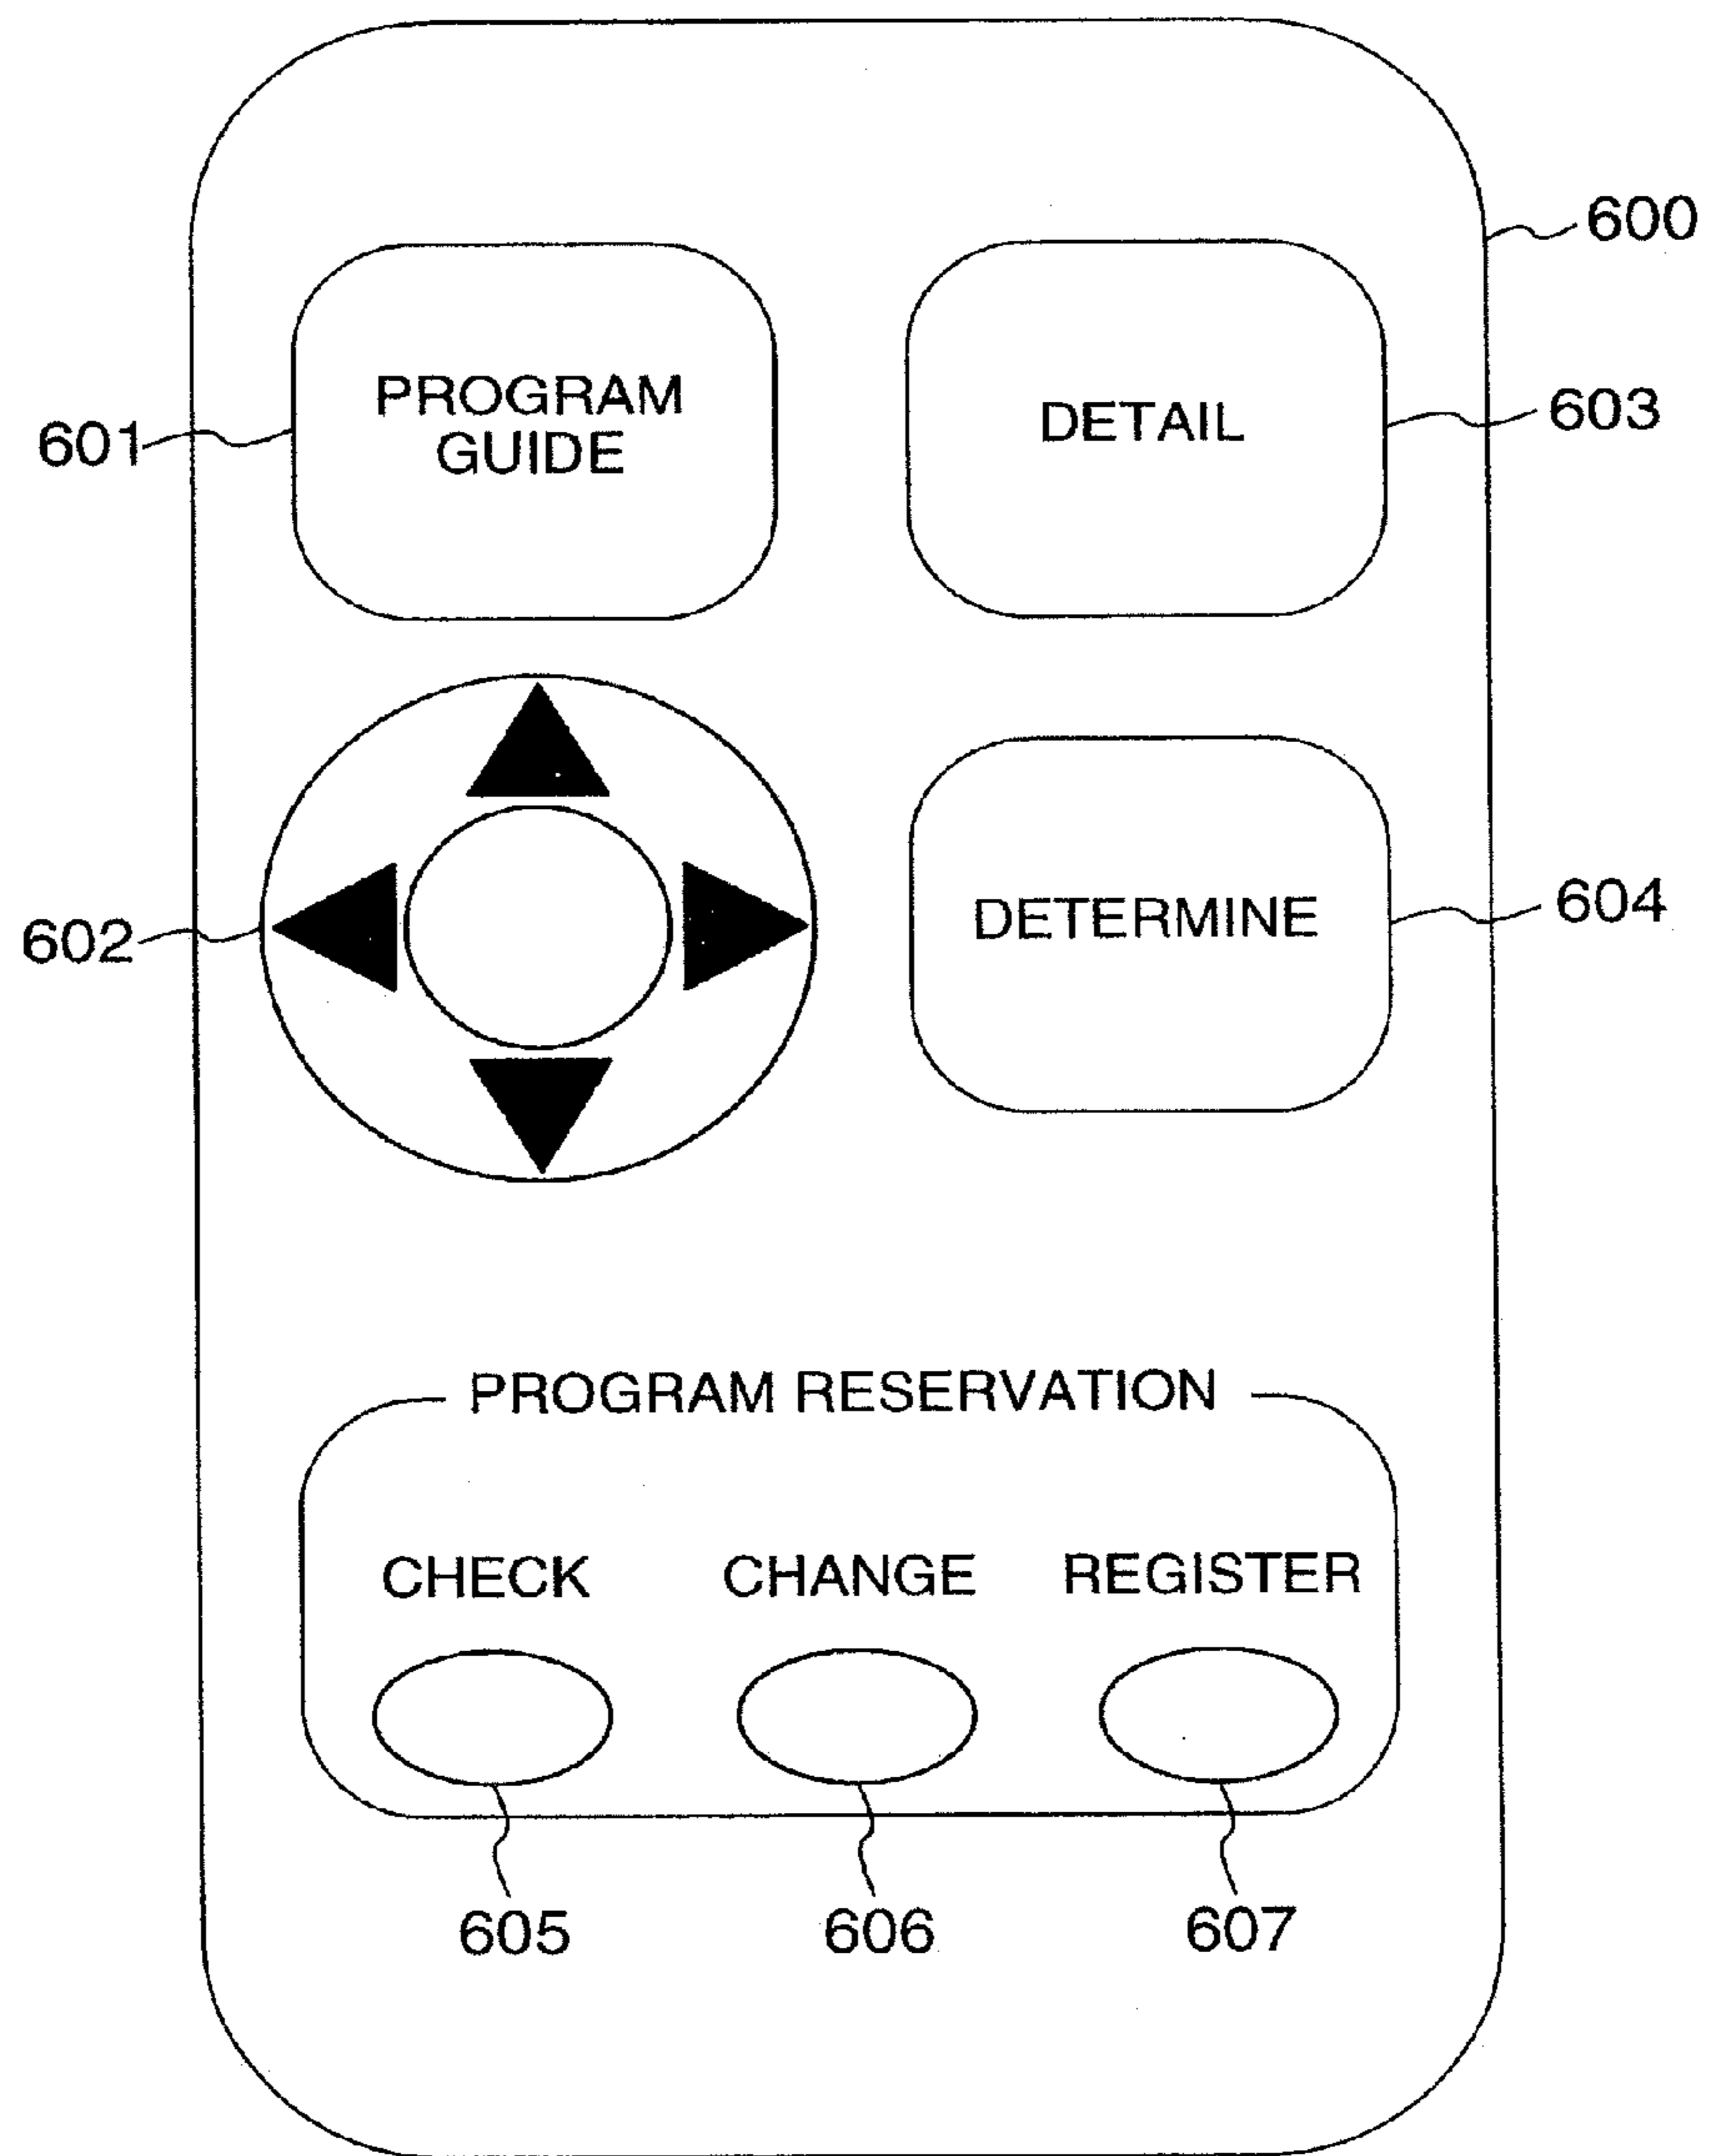 600
PROGRAM
GUIDE
601
DETAIL
603
602
DETERMINE
604
PROGRAM RESERVATION
CHECK
CHANGE
REGISTER
605
606
607